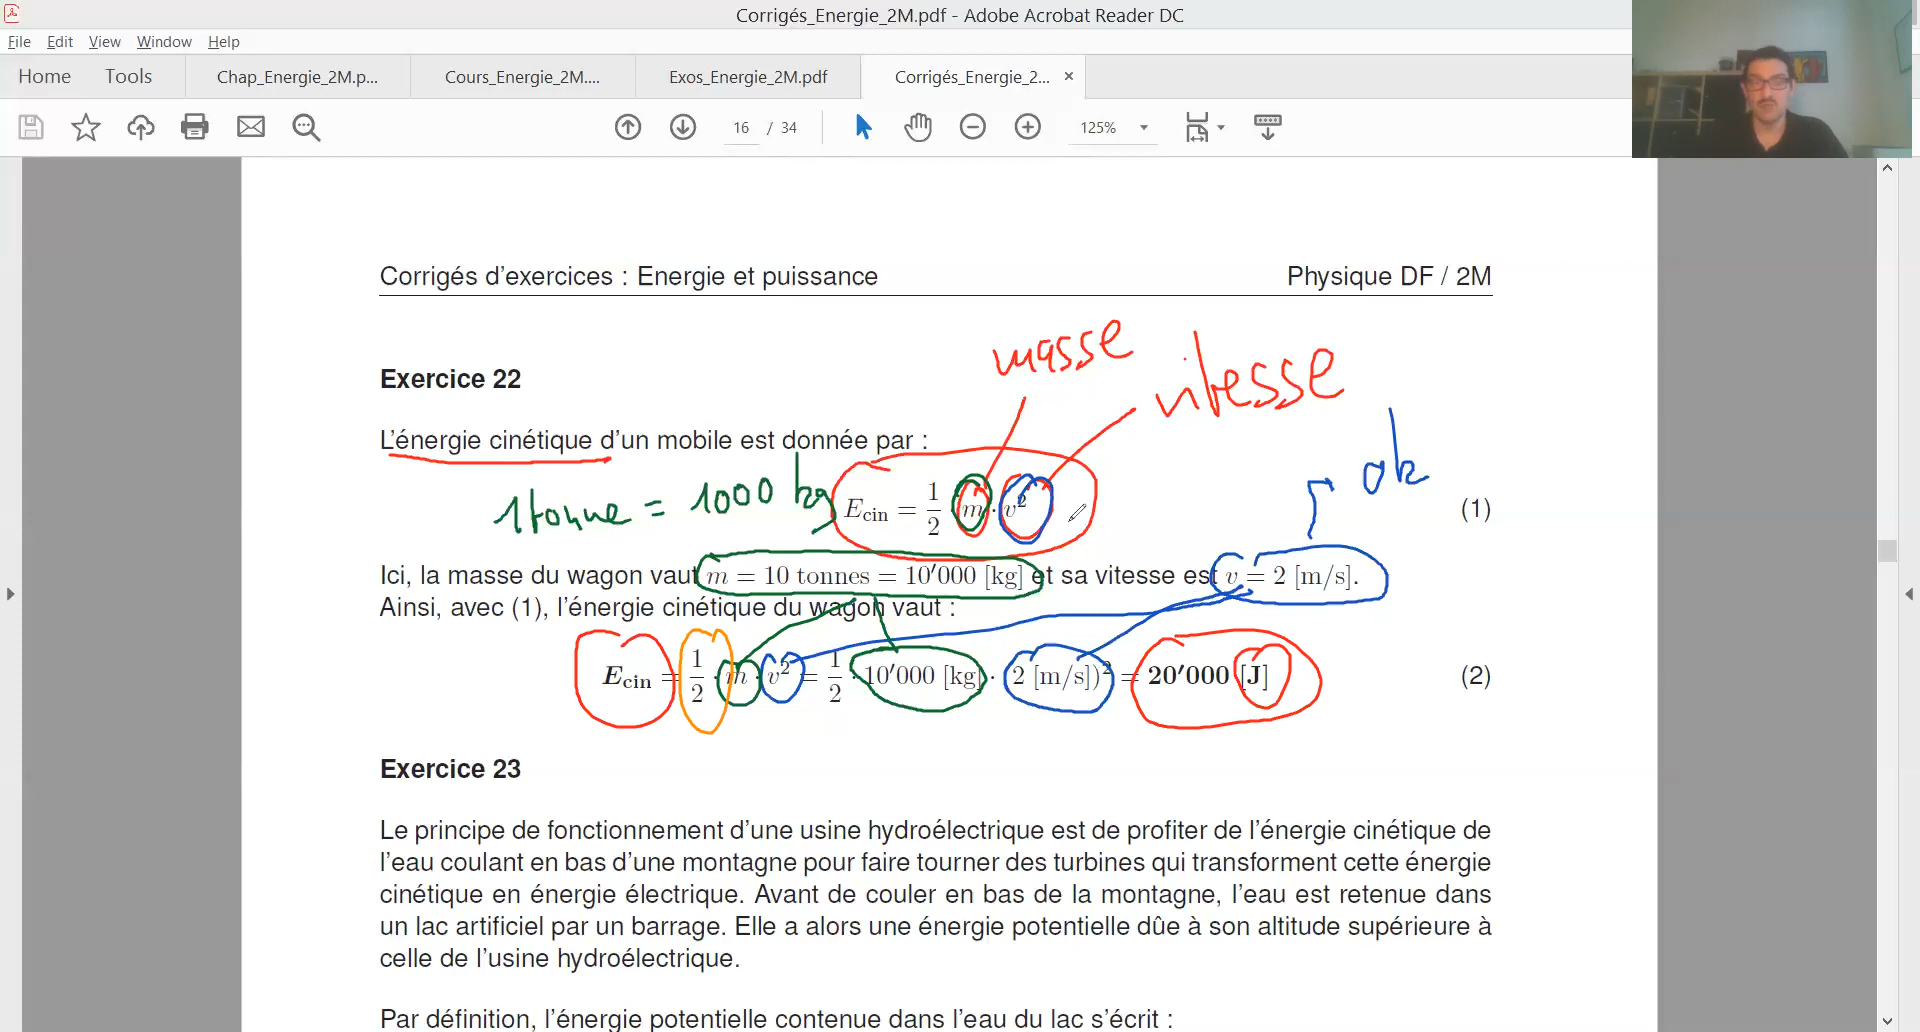 Corrigés_Energie_2M.pdf - Adobe Acrobat Reader DC
File Edit View Window Help
Home Tools Chap_Energie_2M.p... Cours_Energie_2M.... Exos_Energie_2M.pdf Corrigés_Energie_2... ×
16 / 34 125%
Corrigés d'exercices : Energie et puissance Physique DF / 2M
masse
vitesse
Exercice 22
L'énergie cinétique d'un mobile est donnée par :
ok
1 tonne = 1000 kg
E_cin = 1/2 · m · v² (1)
Ici, la masse du wagon vaut m = 10 tonnes = 10'000 [kg] et sa vitesse est v = 2 [m/s].
Ainsi, avec (1), l'énergie cinétique du wagon vaut :
E_cin = 1/2 · m · v² = 1/2 · 10'000 [kg] · 2 [m/s])² = 20'000 [J] (2)
Exercice 23
Le principe de fonctionnement d'une usine hydroélectrique est de profiter de l'énergie cinétique de
l'eau coulant en bas d'une montagne pour faire tourner des turbines qui transforment cette énergie
cinétique en énergie électrique. Avant de couler en bas de la montagne, l'eau est retenue dans
un lac artificiel par un barrage. Elle a alors une énergie potentielle dûe à son altitude supérieure à
celle de l'usine hydroélectrique.
Par définition, l'énergie potentielle contenue dans l'eau du lac s'écrit :